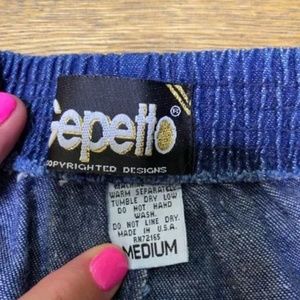 Gepetto®
COPYRIGHTED DESIGNS
WARM SEPARATELY
TUMBLE DRY LOW
DO NOT HAND
WASH.
DO NOT LINE DRY.
MADE IN U.S.A.
RN72165
MEDIUM